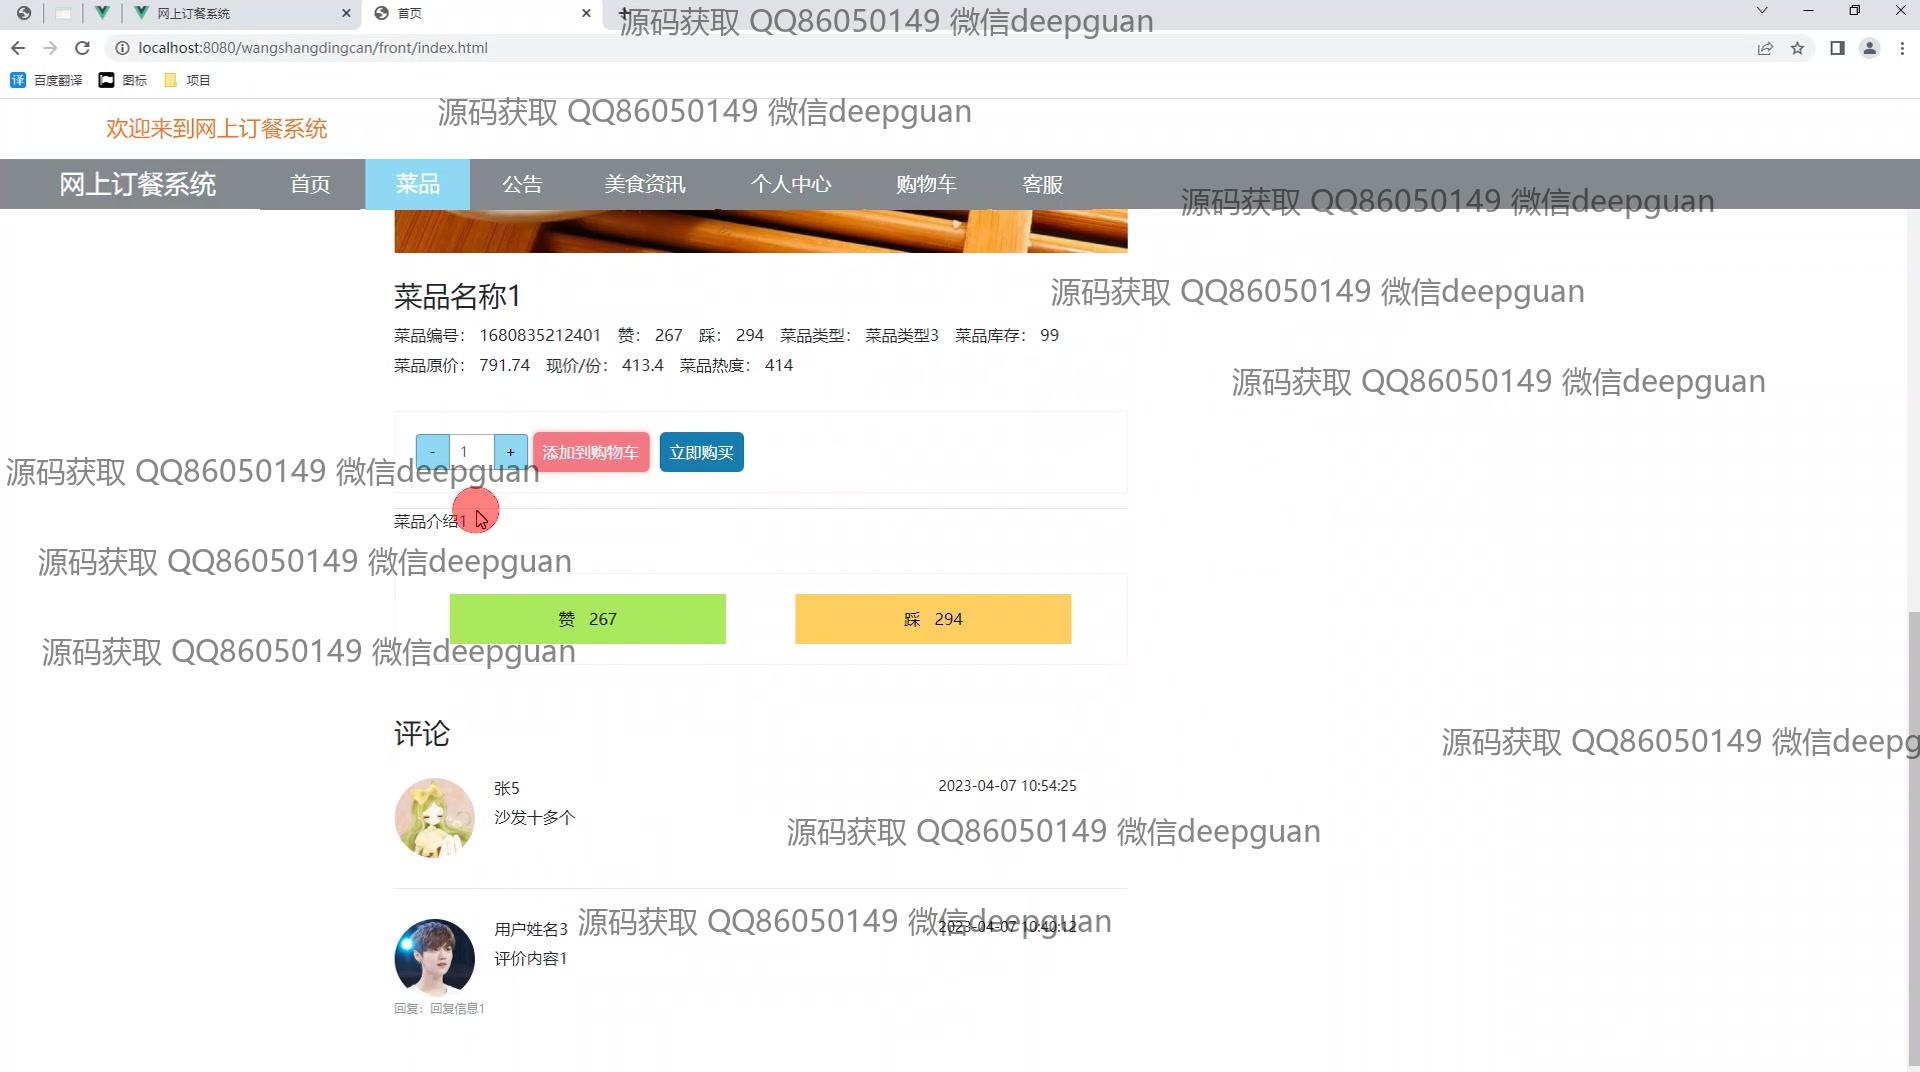 网上订餐系统
首页
源码获取 QQ86050149 微信deepguan
localhost:8080/wangshangdingcan/front/index.html
百度翻译 图标 项目
欢迎来到网上订餐系统
源码获取 QQ86050149 微信deepguan
网上订餐系统 首页 菜品 公告 美食资讯 个人中心 购物车 客服
源码获取 QQ86050149 微信deepguan
菜品名称1
源码获取 QQ86050149 微信deepguan
菜品编号： 1680835212401 赞： 267 踩： 294 菜品类型： 菜品类型3 菜品库存： 99
菜品原价： 791.74 现价/份： 413.4 菜品热度： 414
源码获取 QQ86050149 微信deepguan
- 1 + 添加到购物车 立即购买
源码获取 QQ86050149 微信deepguan
菜品介绍1
源码获取 QQ86050149 微信deepguan
赞 267 踩 294
源码获取 QQ86050149 微信deepguan
评论
源码获取 QQ86050149 微信deepg
张5 2023-04-07 10:54:25
沙发十多个
源码获取 QQ86050149 微信deepguan
用户姓名3 2023-04-07 10:40:12
源码获取 QQ86050149 微信deepguan
评价内容1
回复：回复信息1